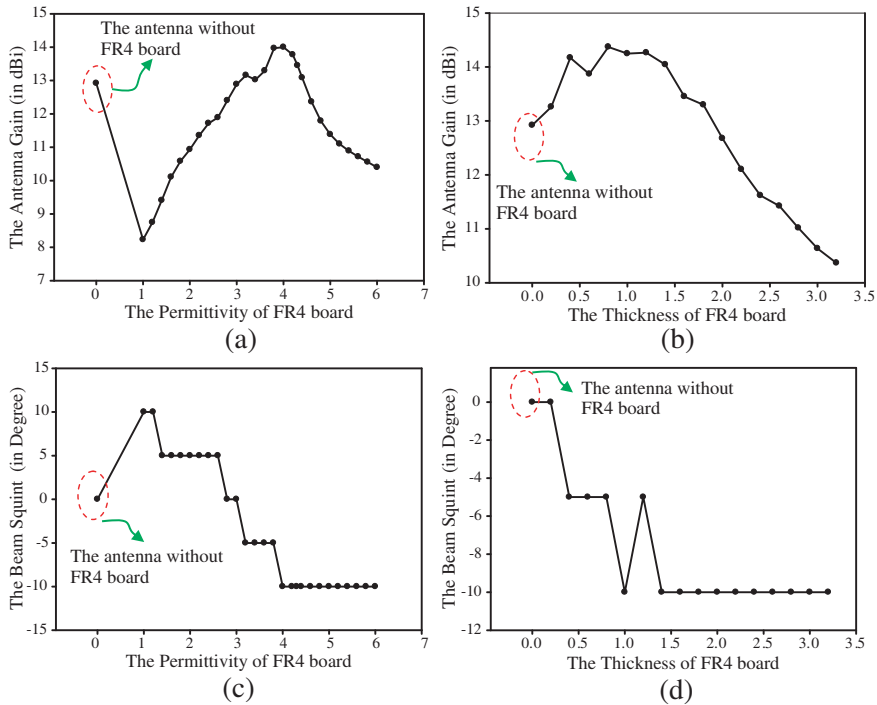 The antenna without
FR4 board
The Antenna Gain (in dBi)
15
14
13
12
11
10
9
8
7
0 1 2 3 4 5 6 7
The Permittivity of FR4 board
(a)
The Antenna Gain (in dBi)
15
14
13
12
11
10
The antenna without
FR4 board
0.0 0.5 1.0 1.5 2.0 2.5 3.0 3.5
The Thickness of FR4 board
(b)
The Beam Squint (in Degree)
15
10
5
0
-5
-10
-15
The antenna without
FR4 board
0 1 2 3 4 5 6 7
The Permittivity of FR4 board
(c)
The Beam Squint (in Degree)
0
-2
-4
-6
-8
-10
-12
The antenna without
FR4 board
0.0 0.5 1.0 1.5 2.0 2.5 3.0 3.5
The Thickness of FR4 board
(d)